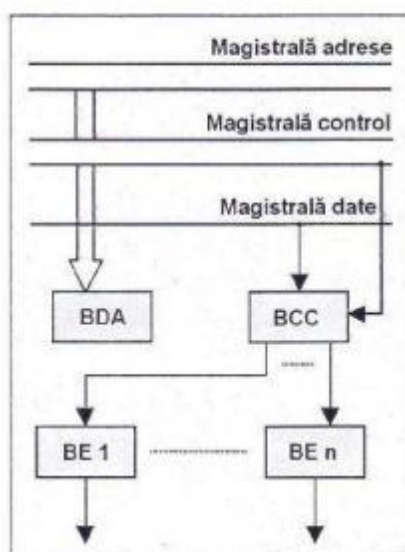 Magistrală adrese
Magistrală control
Magistrală date
BDA
BCC
BE 1
BE n